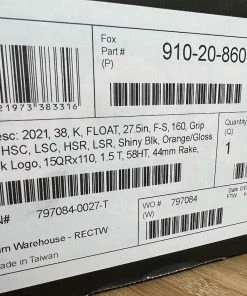 Fox
Part #
(P)
910-20-860
21973 383316
esc: 2021, 38, K, FLOAT, 27.5in, F-S, 160, Grip
HSC, LSC, HSR, LSR, Shiny Blk, Orange/Gloss
k Logo, 15QRx110, 1.5 T, 58HT, 44mm Rake,
Quantity
(Q)
1
N#
797084-0027-T
WO #
(W)
797084
Date
am Warehouse - RECTW
ade in Taiwan